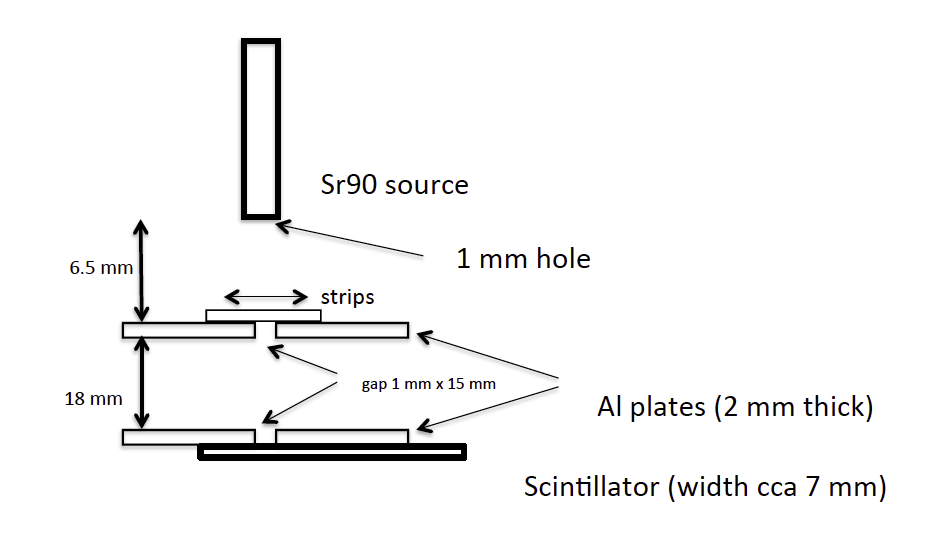 Sr90 source
1 mm hole
6.5 mm
strips
gap 1 mm x 15 mm
18 mm
Al plates (2 mm thick)
Scintillator (width cca 7 mm)